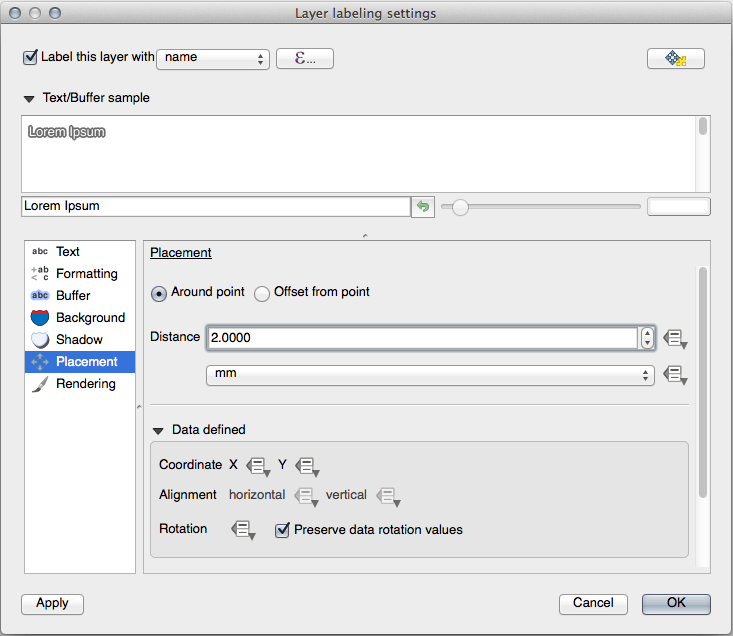 Layer labeling settings
Label this layer with name ε...
Text/Buffer sample
Lorem Ipsum
Lorem Ipsum
abc Text
+ab < c Formatting
abc Buffer
Background
Shadow
Placement
Rendering
Placement
Around point Offset from point
Distance 2.0000
mm
Data defined
Coordinate X Y
Alignment horizontal vertical
Rotation Preserve data rotation values
Apply Cancel OK